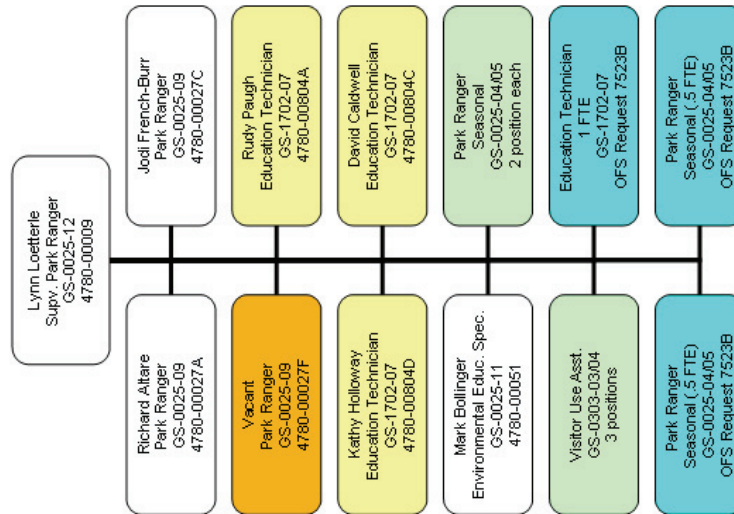 Lynn Loetterle
Supv. Park Ranger
GS-0025-12
4780-00009
Richard Altare
Park Ranger
GS-0025-09
4780-00027A
Jodi French-Burr
Park Ranger
GS-0025-09
4780-00027C
Vacant
Park Ranger
GS-0025-09
4780-00027F
Rudy Paugh
Education Technician
GS-1702-07
4780-00804A
Kathy Holloway
Education Technician
GS-1702-07
4780-00804D
David Caldwell
Education Technician
GS-1702-07
4780-00804C
Mark Bollinger
Environmental Educ. Spec.
GS-0025-11
4780-00051
Park Ranger
Seasonal
GS-0025-04/05
2 position each
Visitor Use Asst.
GS-0303-03/04
3 positions
Education Technician
1 FTE
GS-1702-07
OFS Request 7523B
Park Ranger
Seasonal (.5 FTE)
GS-0025-04/05
OFS Request 7523B
Park Ranger
Seasonal (.5 FTE)
GS-0025-04/05
OFS Request 7523B